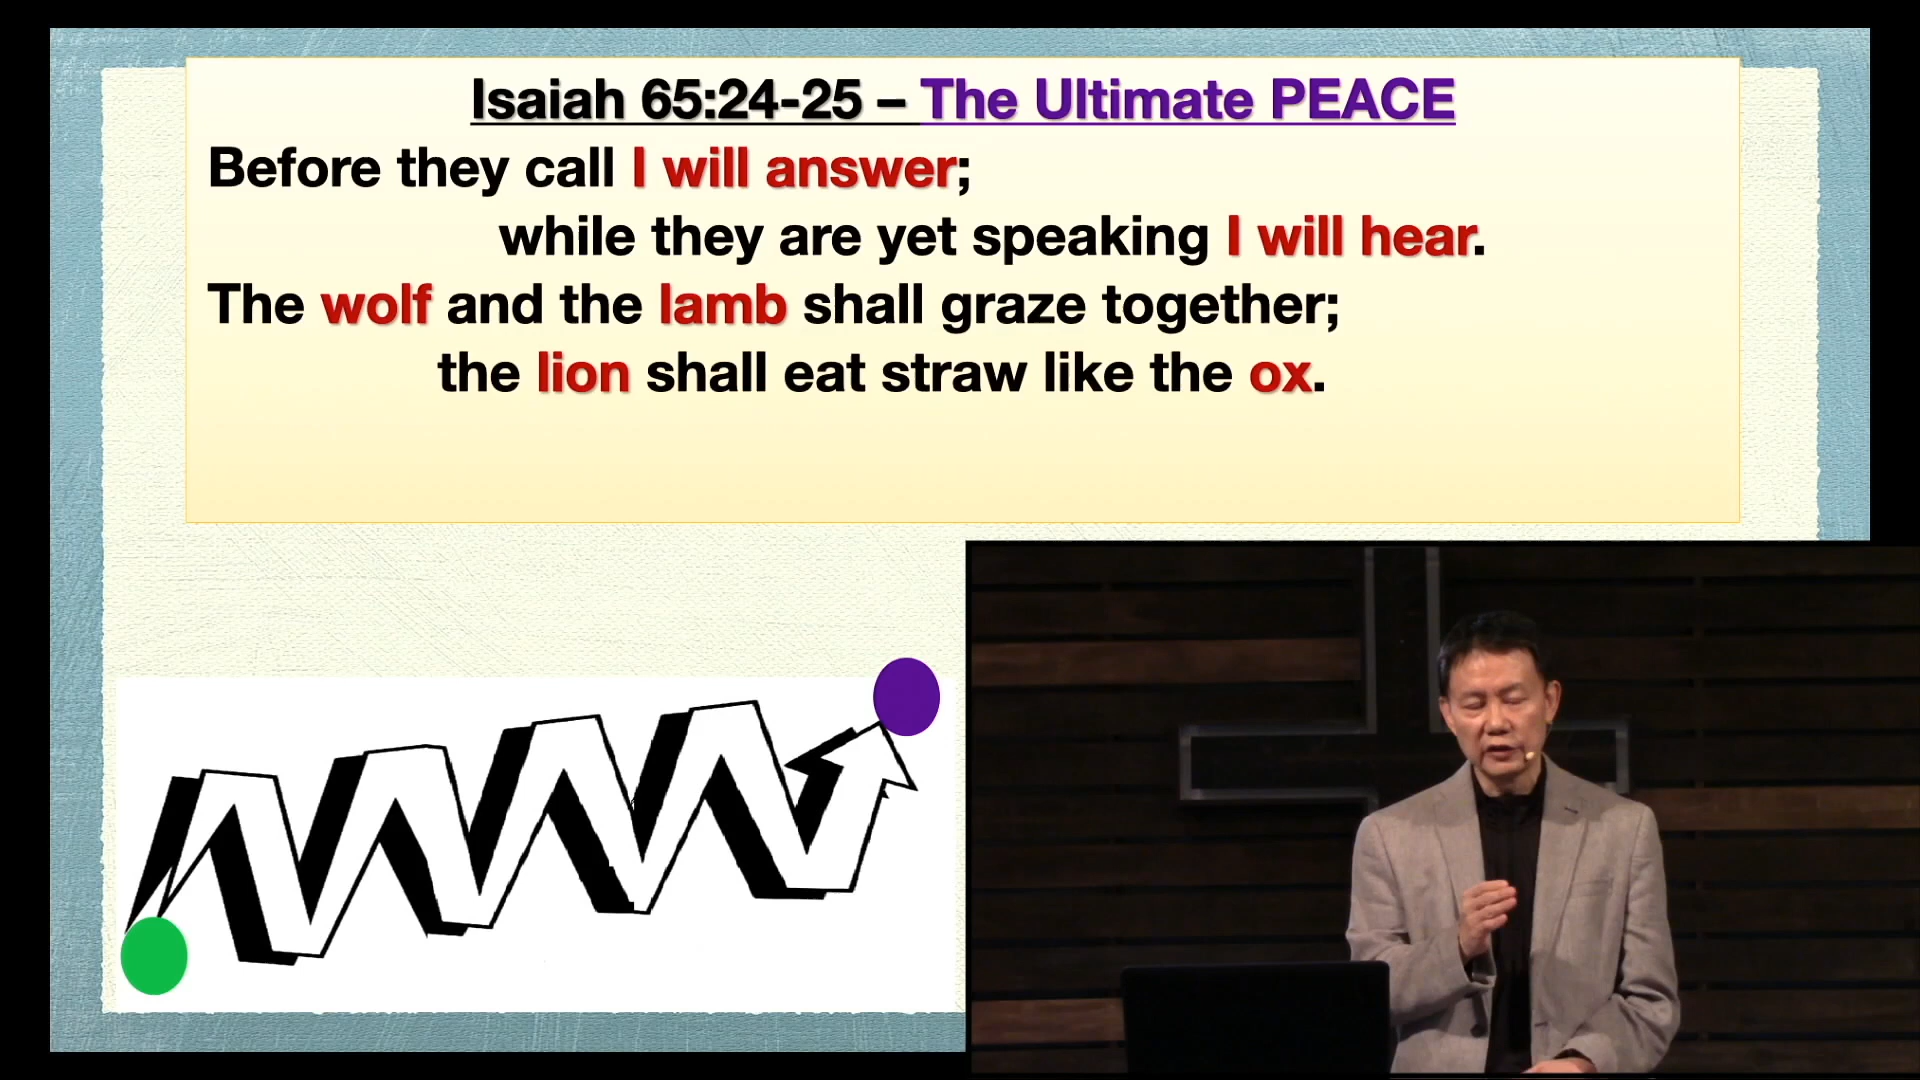 Isaiah 65:24-25 – The Ultimate PEACE
Before they call I will answer;
while they are yet speaking I will hear.
The wolf and the lamb shall graze together;
the lion shall eat straw like the ox.